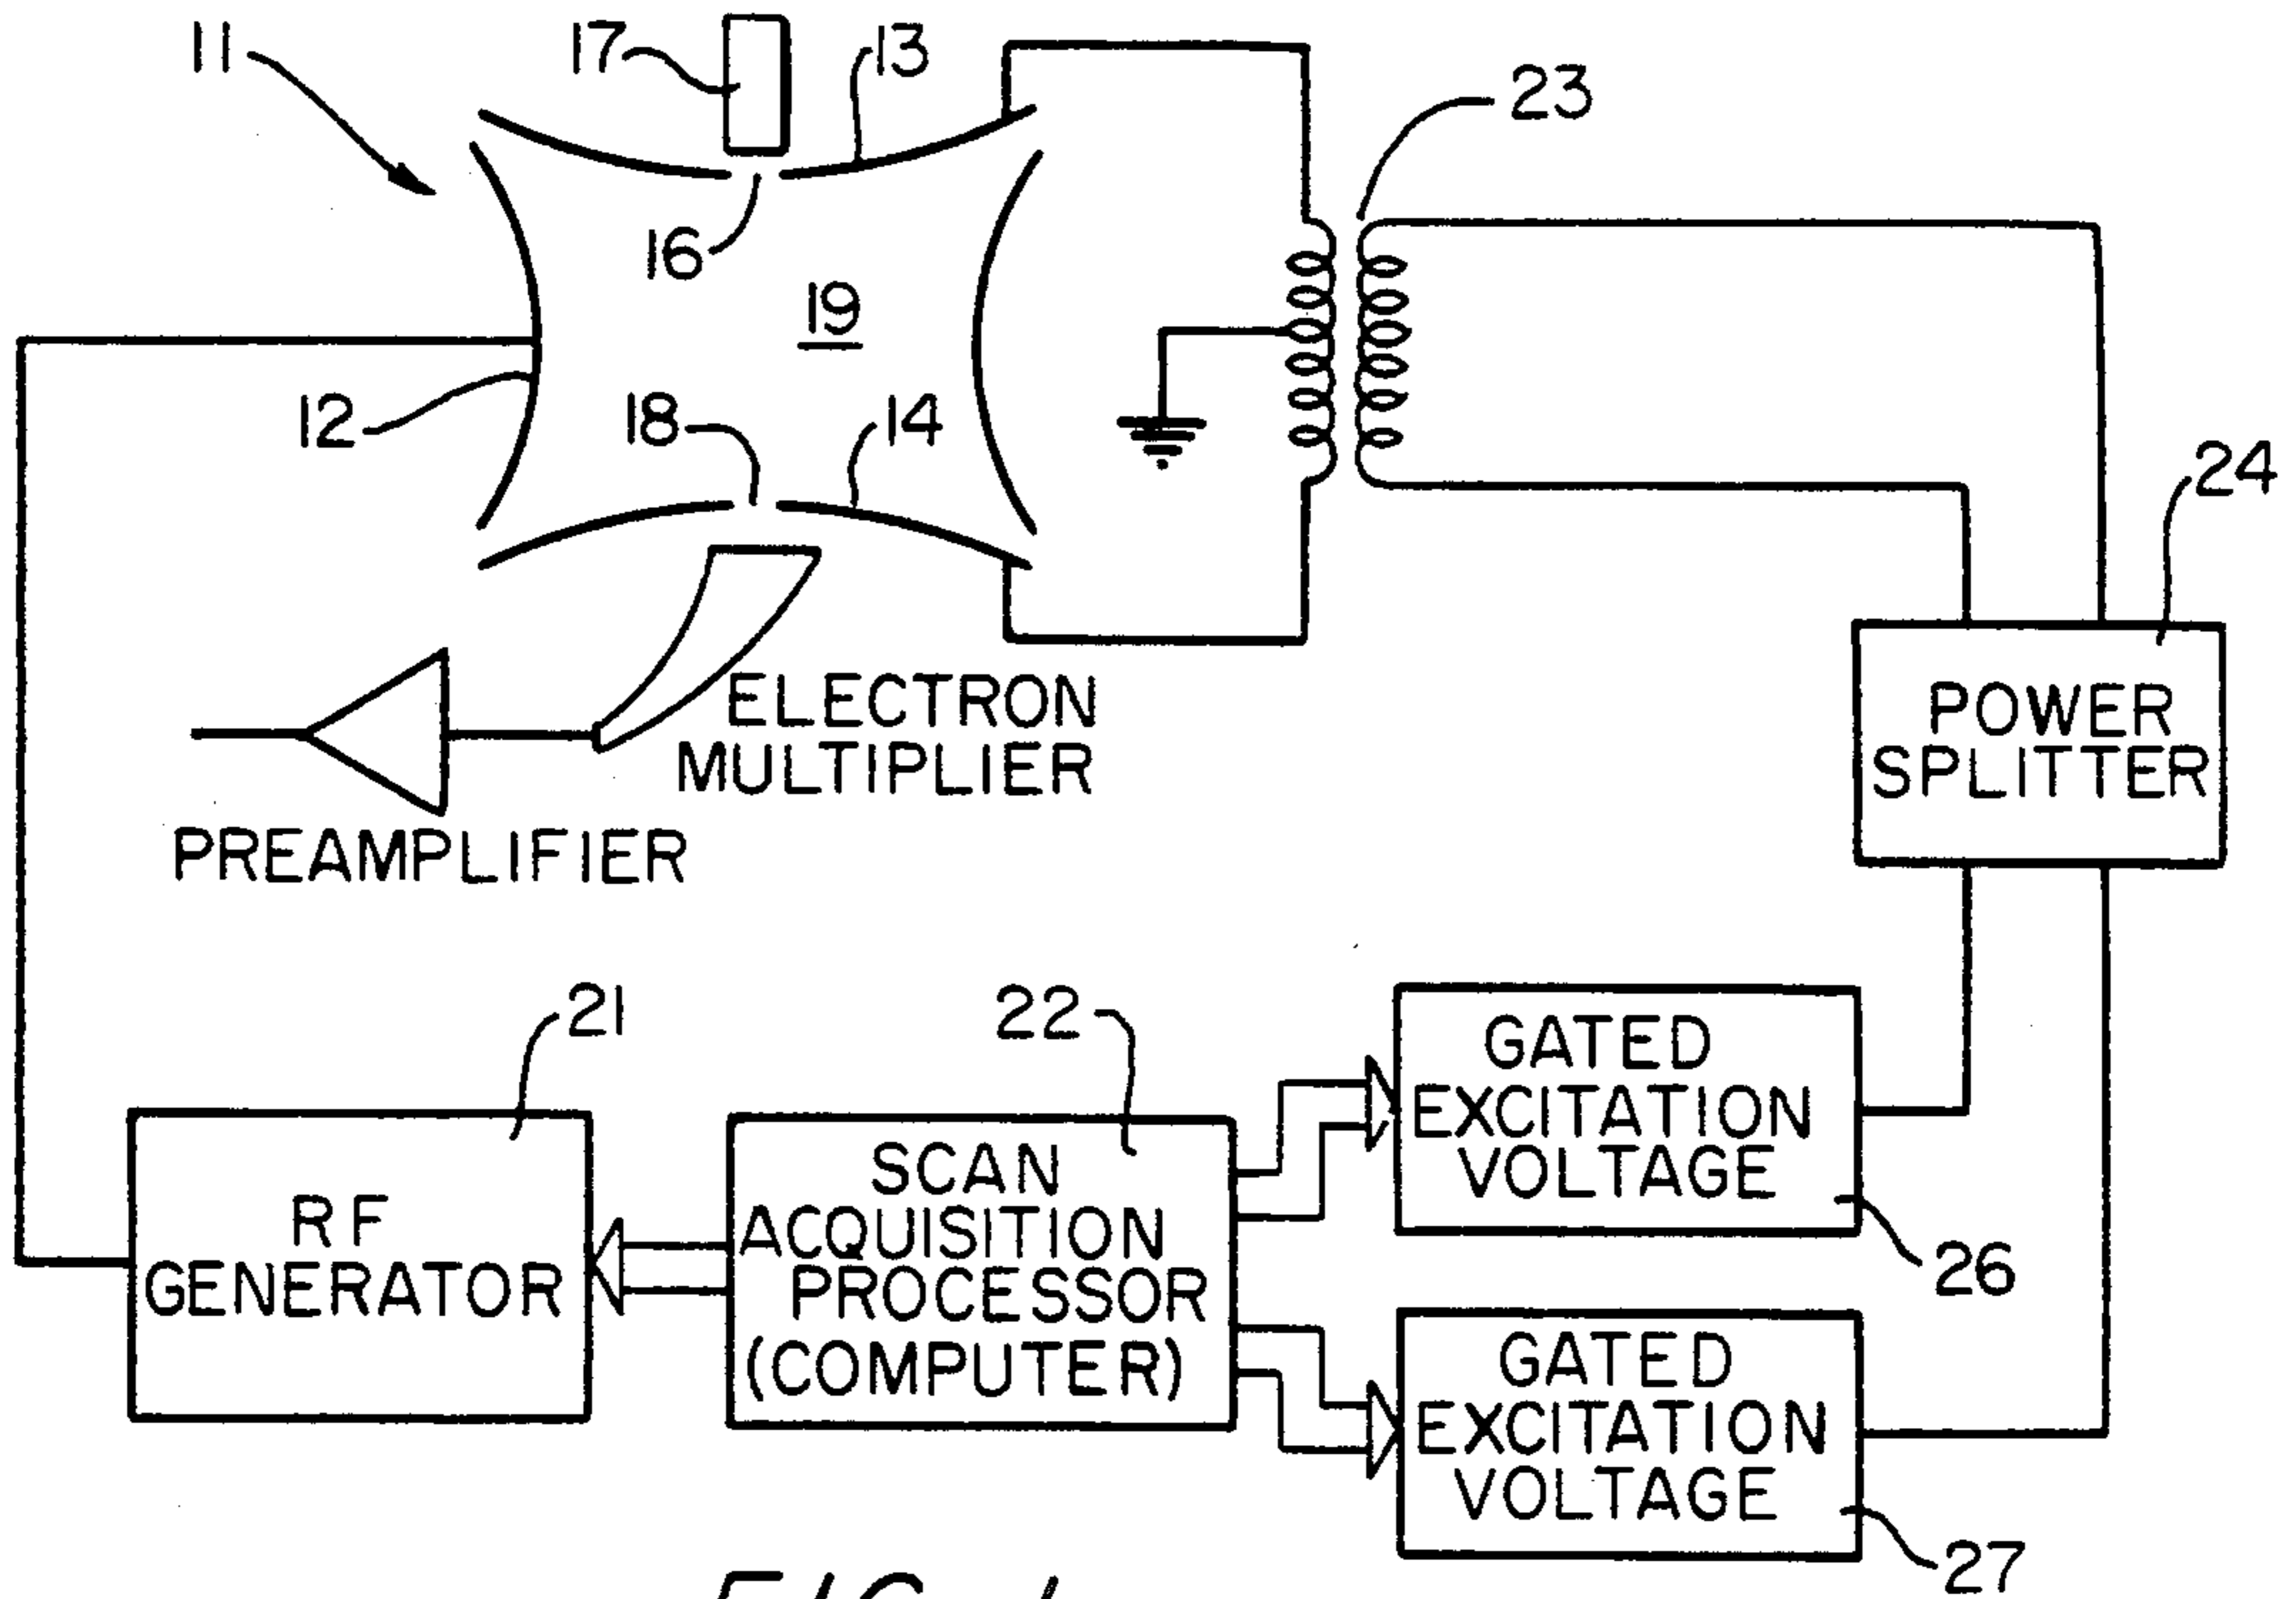 11
17
13
23
16
19
12
18
14
24
ELECTRON
MULTIPLIER
POWER
SPLITTER
PREAMPLIFIER
21
22
GATED
EXCITATION
VOLTAGE
26
RF
GENERATOR
SCAN
ACQUISITION
PROCESSOR
(COMPUTER)
GATED
EXCITATION
VOLTAGE
27